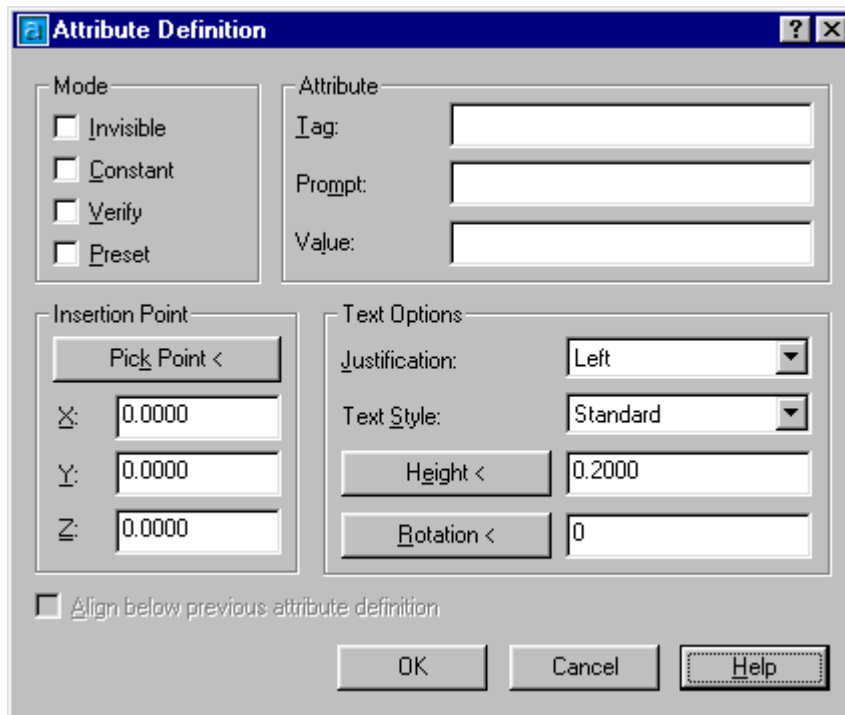 Attribute Definition
Mode
Invisible
Constant
Verify
Preset
Attribute
Tag:
Prompt:
Value:
Insertion Point
Pick Point <
X: 0.0000
Y: 0.0000
Z: 0.0000
Text Options
Justification: Left
Text Style: Standard
Height < 0.2000
Rotation < 0
Align below previous attribute definition
OK Cancel Help